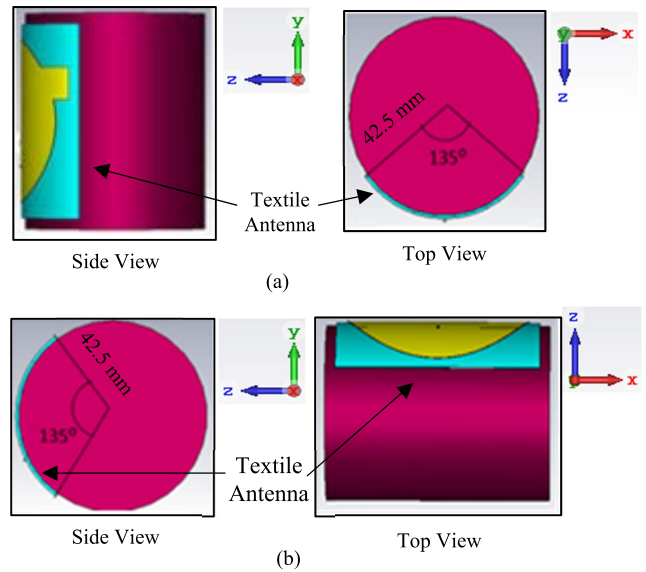 y
z
x
y
x
z
42.5 mm
135°
Textile
Antenna
Side View
Top View
(a)
42.5 mm
135°
y
z
x
z
x
Textile
Antenna
Side View
Top View
(b)